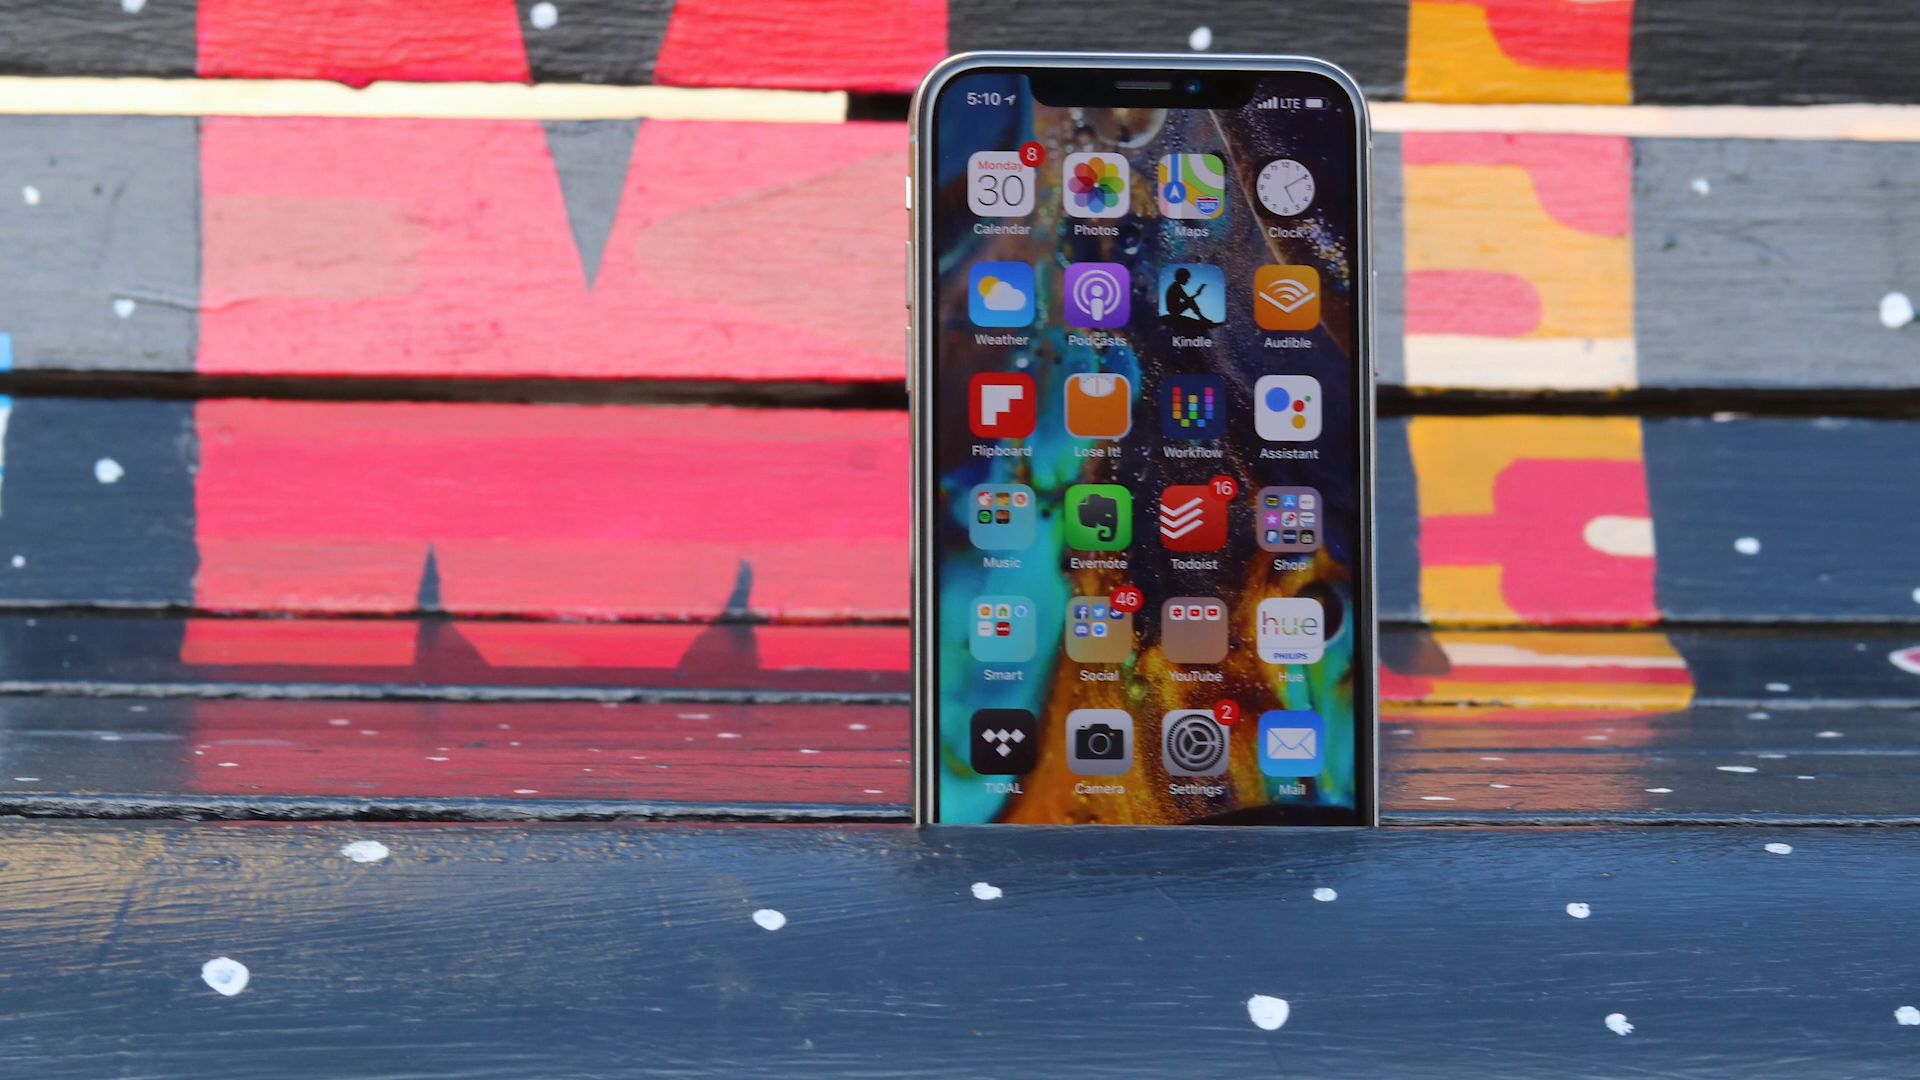 5:10 LTE
8
Monday
30
Calendar Photos Maps Clock
Weather Podcasts Kindle Audible
Flipboard Lose It! Workflow Assistant
16
Music Evernote Todoist Shop
46
hue
PHILIPS
Smart Social YouTube Hue
2
TIDAL Camera Settings Mail